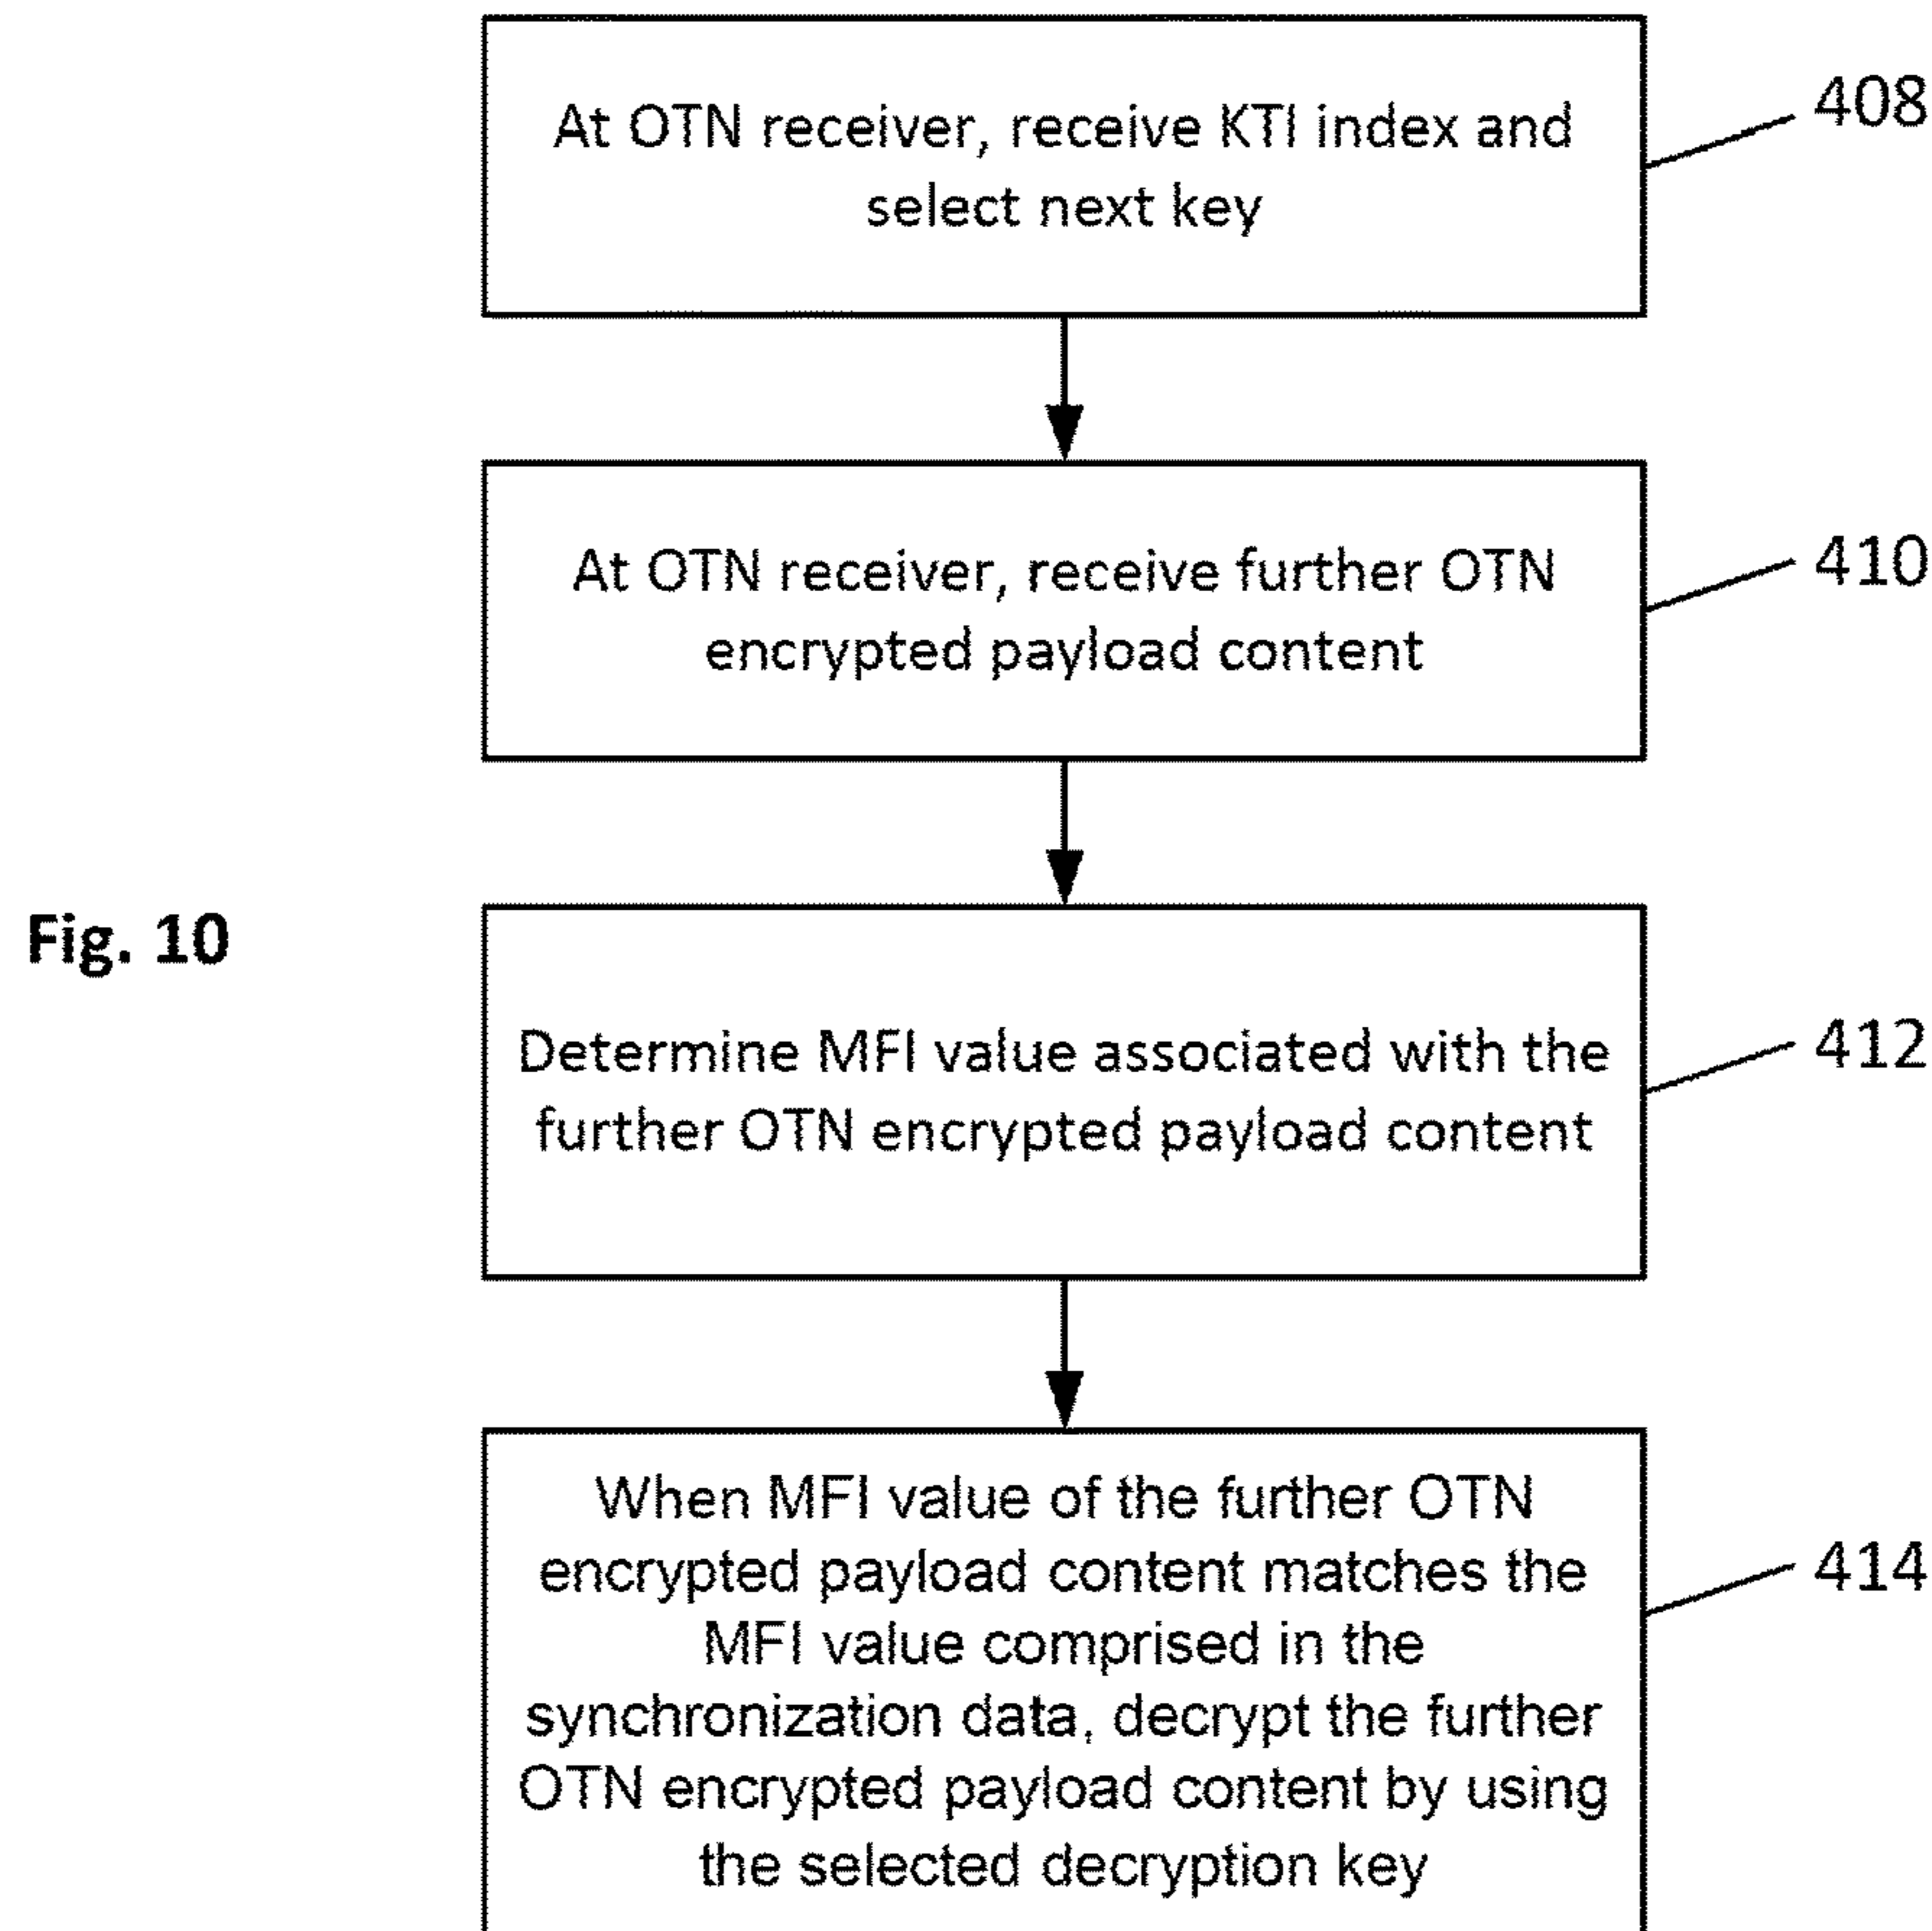 At OTN receiver, receive KTI index and
select next key
408
At OTN receiver, receive further OTN
encrypted payload content
410
Fig. 10
Determine MFI value associated with the
further OTN encrypted payload content
412
When MFI value of the further OTN
encrypted payload content matches the
MFI value comprised in the
synchronization data, decrypt the further
OTN encrypted payload content by using
the selected decryption key
414